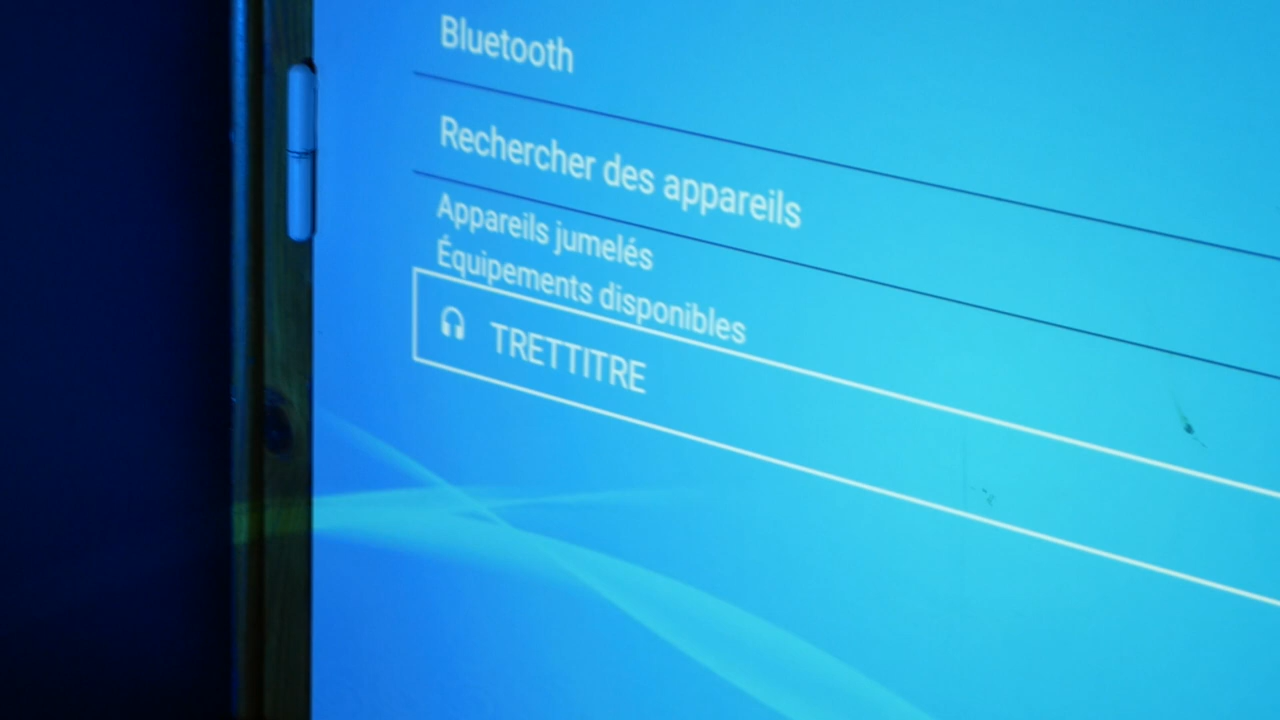 Bluetooth
Rechercher des appareils
Appareils jumelés
Équipements disponibles
TRETTITRE